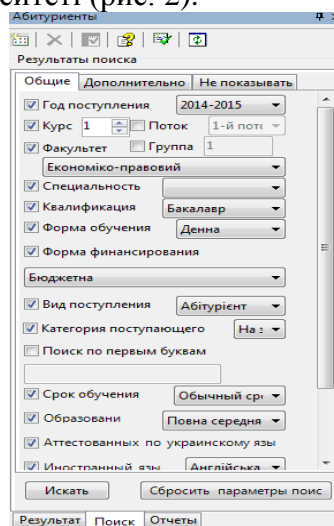 ситеті (рис. 2).
Абитуриенты
Результаты поиска
Общие Дополнительно Не показывать
Год поступления 2014-2015
Курс 1 Поток 1-й пото
Факультет Группа 1
Економіко-правовий
Специальность
Квалификация Бакалавр
Форма обучения Денна
Форма финансирования
Бюджетна
Вид поступления Абітурієнт
Категория поступающего На з
Поиск по первым буквам
Срок обучения Обычный сро
Образовани Повна середня
Аттестованных по украинскому язы
Иностранный язы Англійська
Искать Сбросить параметры поис
Результат Поиск Отчеты